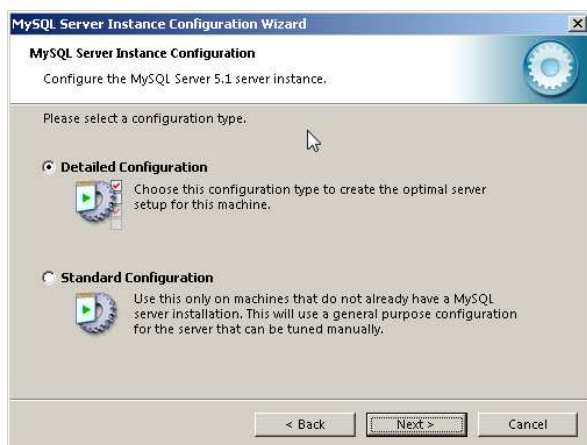 MySQL Server Instance Configuration Wizard
MySQL Server Instance Configuration
Configure the MySQL Server 5.1 server instance.
Please select a configuration type.
Detailed Configuration
Choose this configuration type to create the optimal server
setup for this machine.
Standard Configuration
Use this only on machines that do not already have a MySQL
server installation. This will use a general purpose configuration
for the server that can be tuned manually.
< Back
Next >
Cancel